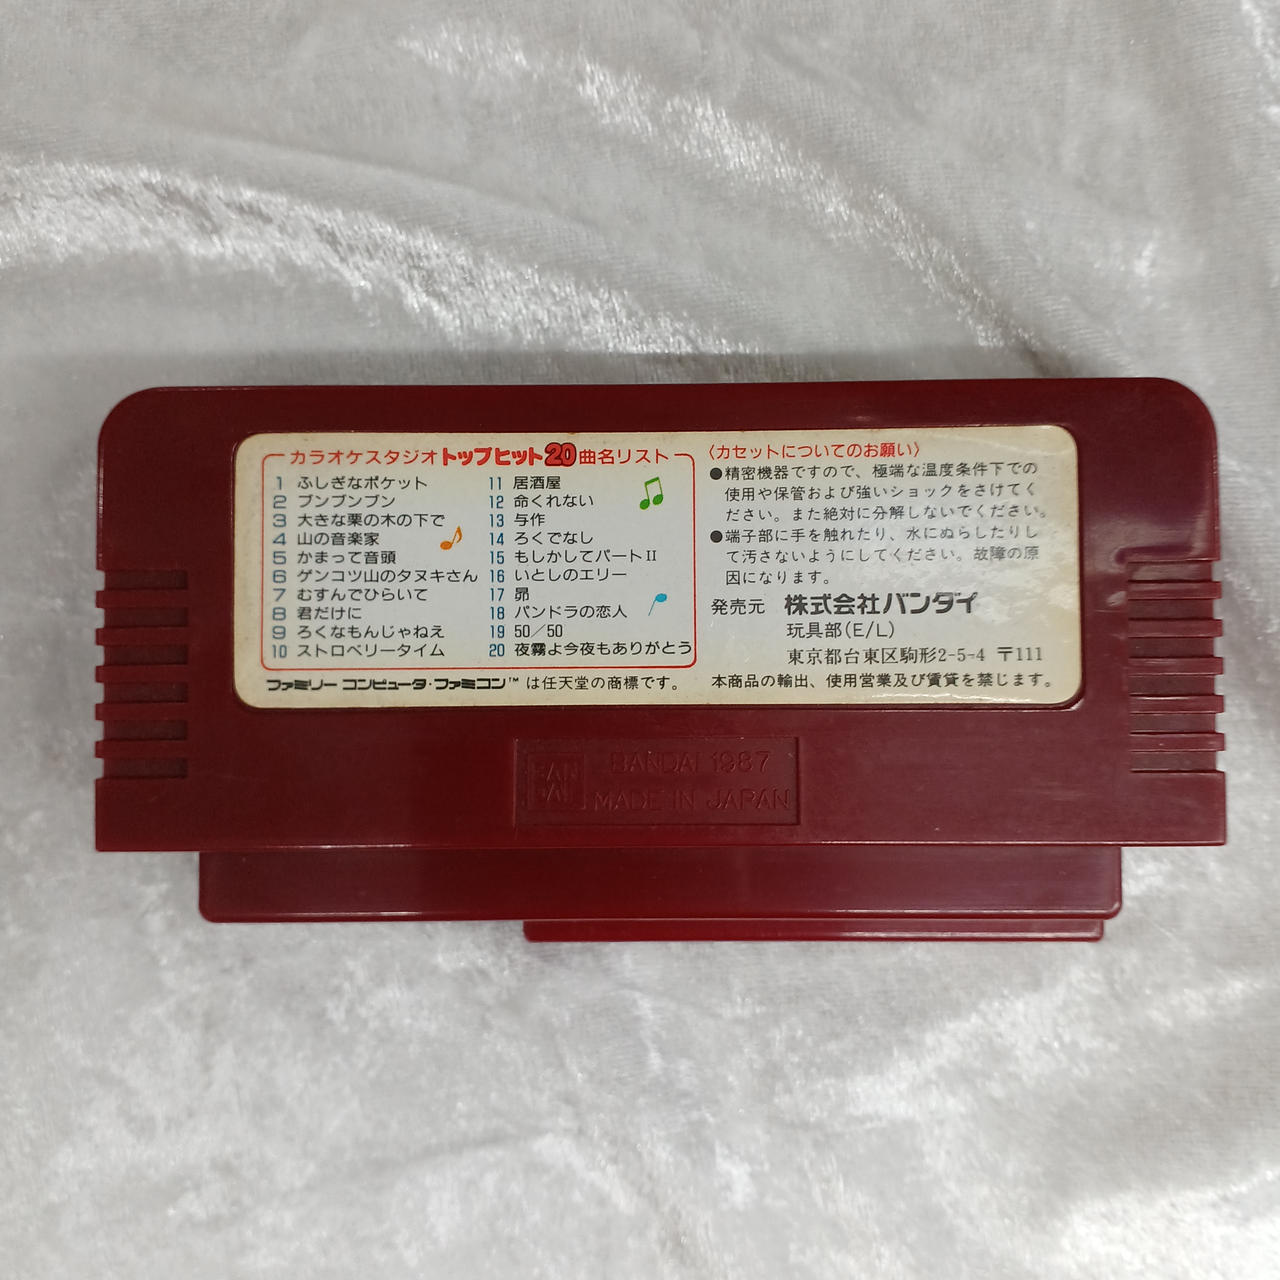 カラオケスタジオ トップヒット20曲名リスト
1 ふしぎなポケット
2 ブンブンブン
3 大きな栗の木の下で
4 山の音楽家
5 かまって音頭
6 ゲンコツ山のタヌキさん
7 むすんでひらいて
8 君だけに
9 ろくなもんじゃねえ
10 ストロベリータイム
11 居酒屋
12 命くれない
13 与作
14 ろくでなし
15 もしかしてパートⅡ
16 いとしのエリー
17 昴
18 パンドラの恋人
19 50／50
20 夜霧よ今夜もありがとう
ファミリー コンピュータ・ファミコン™ は任天堂の商標です。
〈カセットについてのお願い〉
●精密機器ですので、極端な温度条件下での
使用や保管および強いショックをさけてく
ださい。また絶対に分解しないでください。
●端子部に手を触れたり、水にぬらしたりし
て汚さないようにしてください。故障の原
因になります。
発売元 株式会社バンダイ
玩具部(E/L)
東京都台東区駒形2-5-4 〒111
本商品の輸出、使用営業及び賃貸を禁じます。
BAN
DAI
BANDAI 1987
MADE IN JAPAN